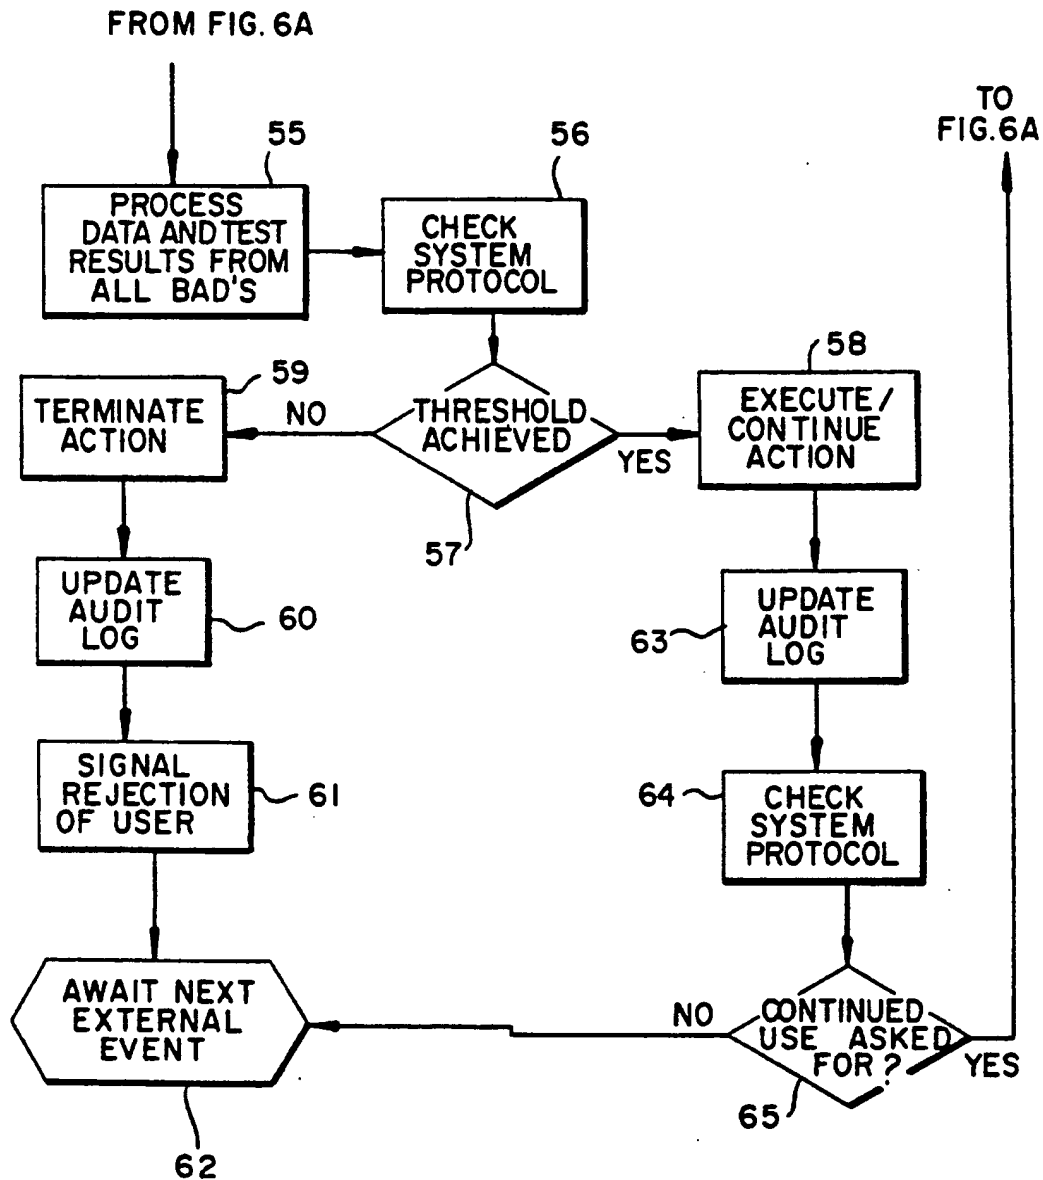 FROM FIG. 6A
TO
FIG. 6A
55
PROCESS
DATA AND TEST
RESULTS FROM
ALL BAD'S
56
CHECK
SYSTEM
PROTOCOL
THRESHOLD
ACHIEVED
57
NO
YES
59
TERMINATE
ACTION
58
EXECUTE/
CONTINUE
ACTION
UPDATE
AUDIT
LOG
60
63
UPDATE
AUDIT
LOG
SIGNAL
REJECTION
OF USER
61
64
CHECK
SYSTEM
PROTOCOL
AWAIT NEXT
EXTERNAL
EVENT
62
NO
CONTINUED
USE ASKED
FOR?
YES
65